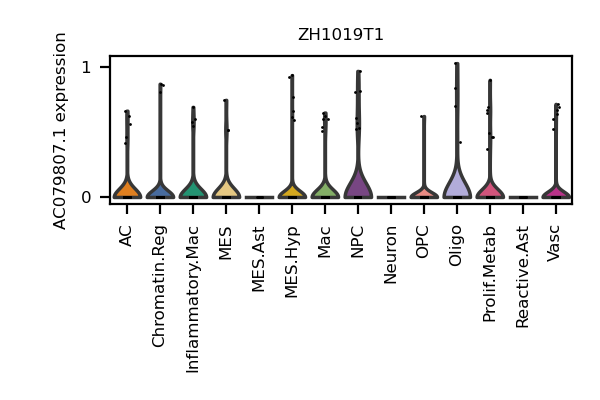 ZH1019T1
AC079807.1 expression
1
0
AC
Chromatin.Reg
Inflammatory.Mac
MES
MES.Ast
MES.Hyp
Mac
NPC
Neuron
OPC
Oligo
Prolif.Metab
Reactive.Ast
Vasc